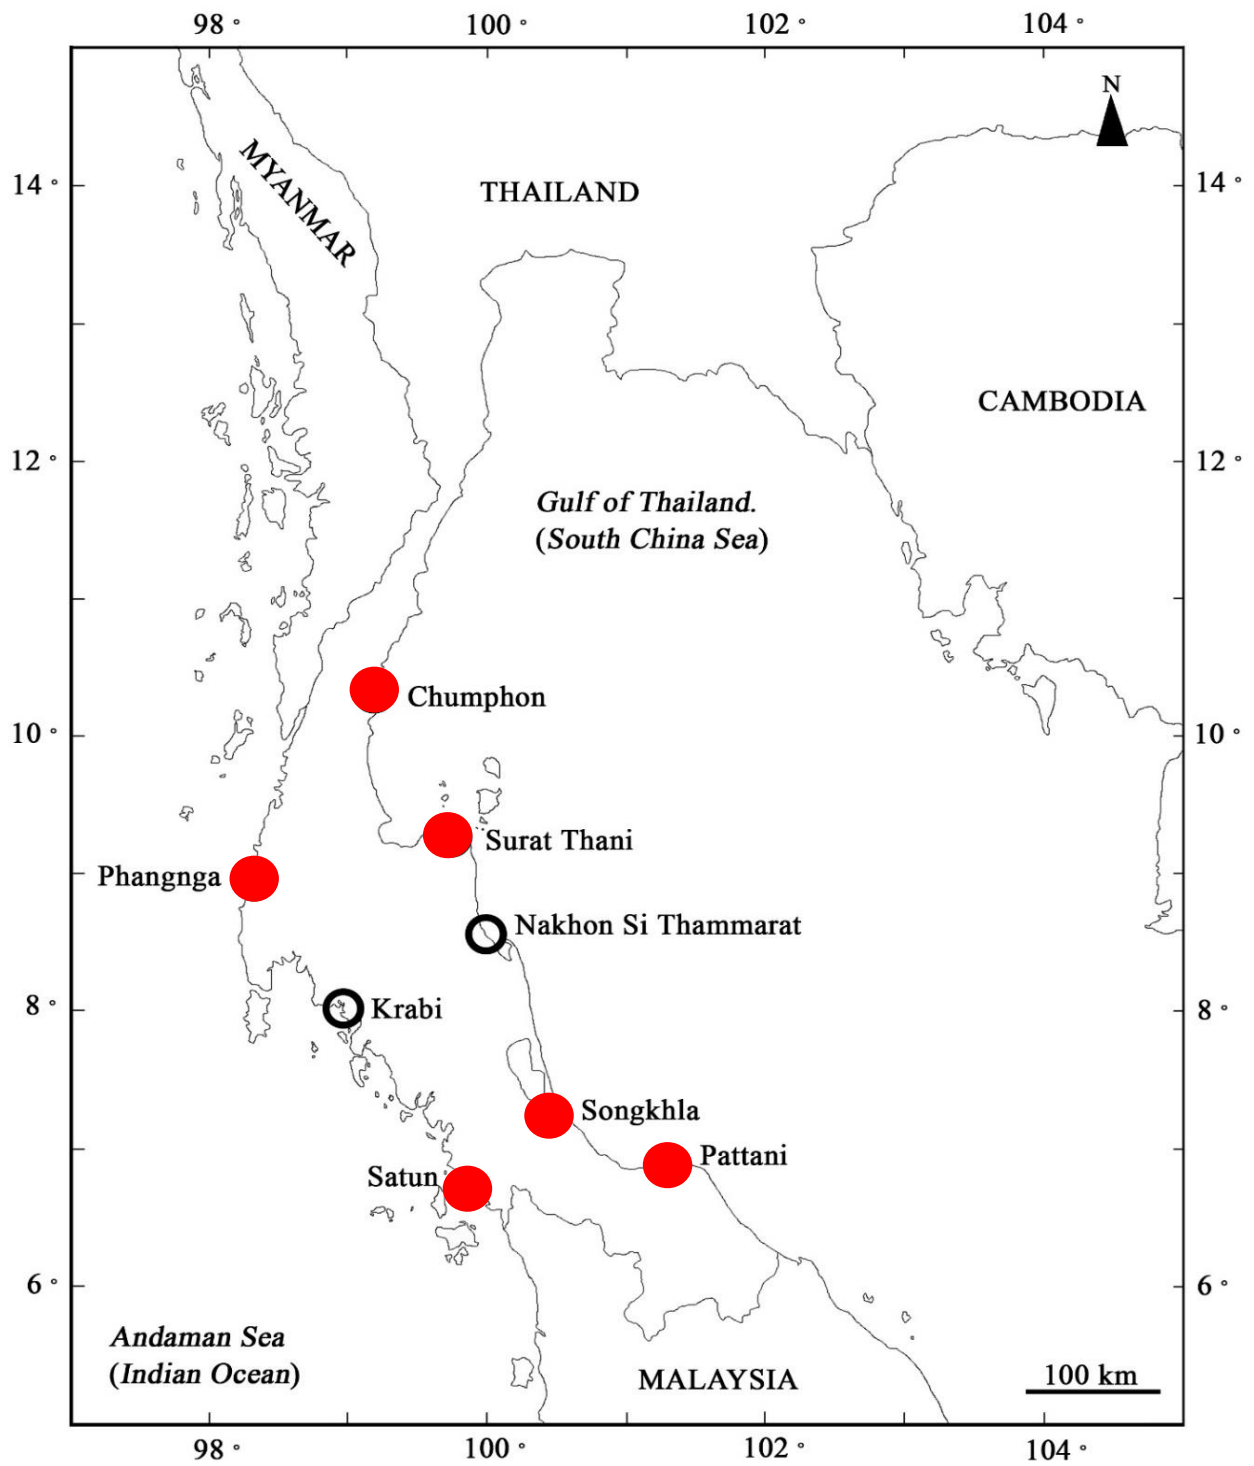 98 °
100 °
102 °
104 °
N
14 °
MYANMAR
THAILAND
14 °
CAMBODIA
12 °
12 °
Gulf of Thailand.
(South China Sea)
Chumphon
10 °
10 °
Surat Thani
Phangnga
Nakhon Si Thammarat
8 °
Krabi
8 °
Songkhla
Pattani
Satun
6 °
6 °
Andaman Sea
(Indian Ocean)
MALAYSIA
100 km
98 °
100 °
102 °
104 °